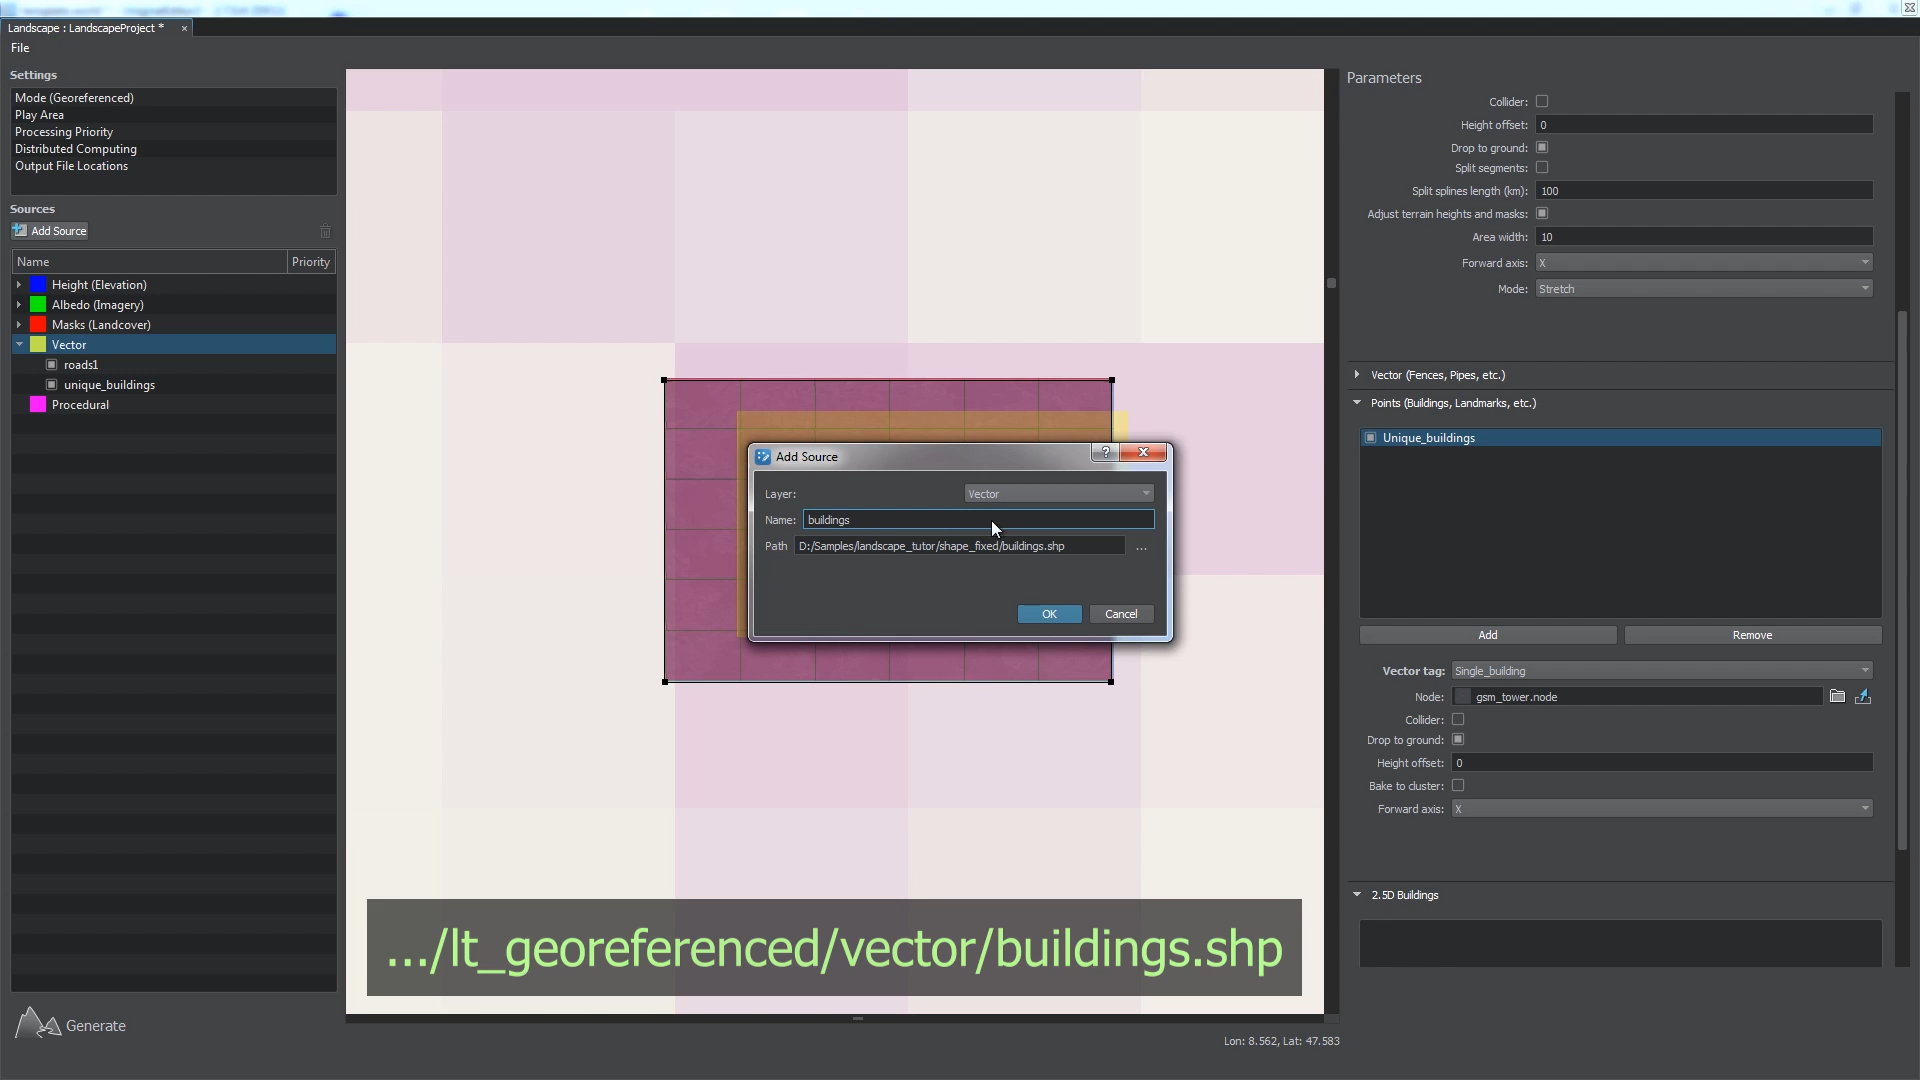 Landscape : LandscapeProject *
File
Settings
Mode (Georeferenced)
Play Area
Processing Priority
Distributed Computing
Output File Locations
Sources
Add Source
Name Priority
Height (Elevation)
Albedo (Imagery)
Masks (Landcover)
Vector
roads1
unique_buildings
Procedural
Generate
Add Source
?
Layer: Vector
Name: buildings
Path D:/Samples/landscape_tutor/shape_fixed/buildings.shp ...
OK Cancel
.../lt_georeferenced/vector/buildings.shp
Lon: 8.562, Lat: 47.583
Parameters
Collider:
Height offset: 0
Drop to ground:
Split segments:
Split splines length (km): 100
Adjust terrain heights and masks:
Area width: 10
Forward axis: X
Mode: Stretch
Vector (Fences, Pipes, etc.)
Points (Buildings, Landmarks, etc.)
Unique_buildings
Add Remove
Vector tag: Single_building
Node: gsm_tower.node
Collider:
Drop to ground:
Height offset: 0
Bake to cluster:
Forward axis: X
2.5D Buildings